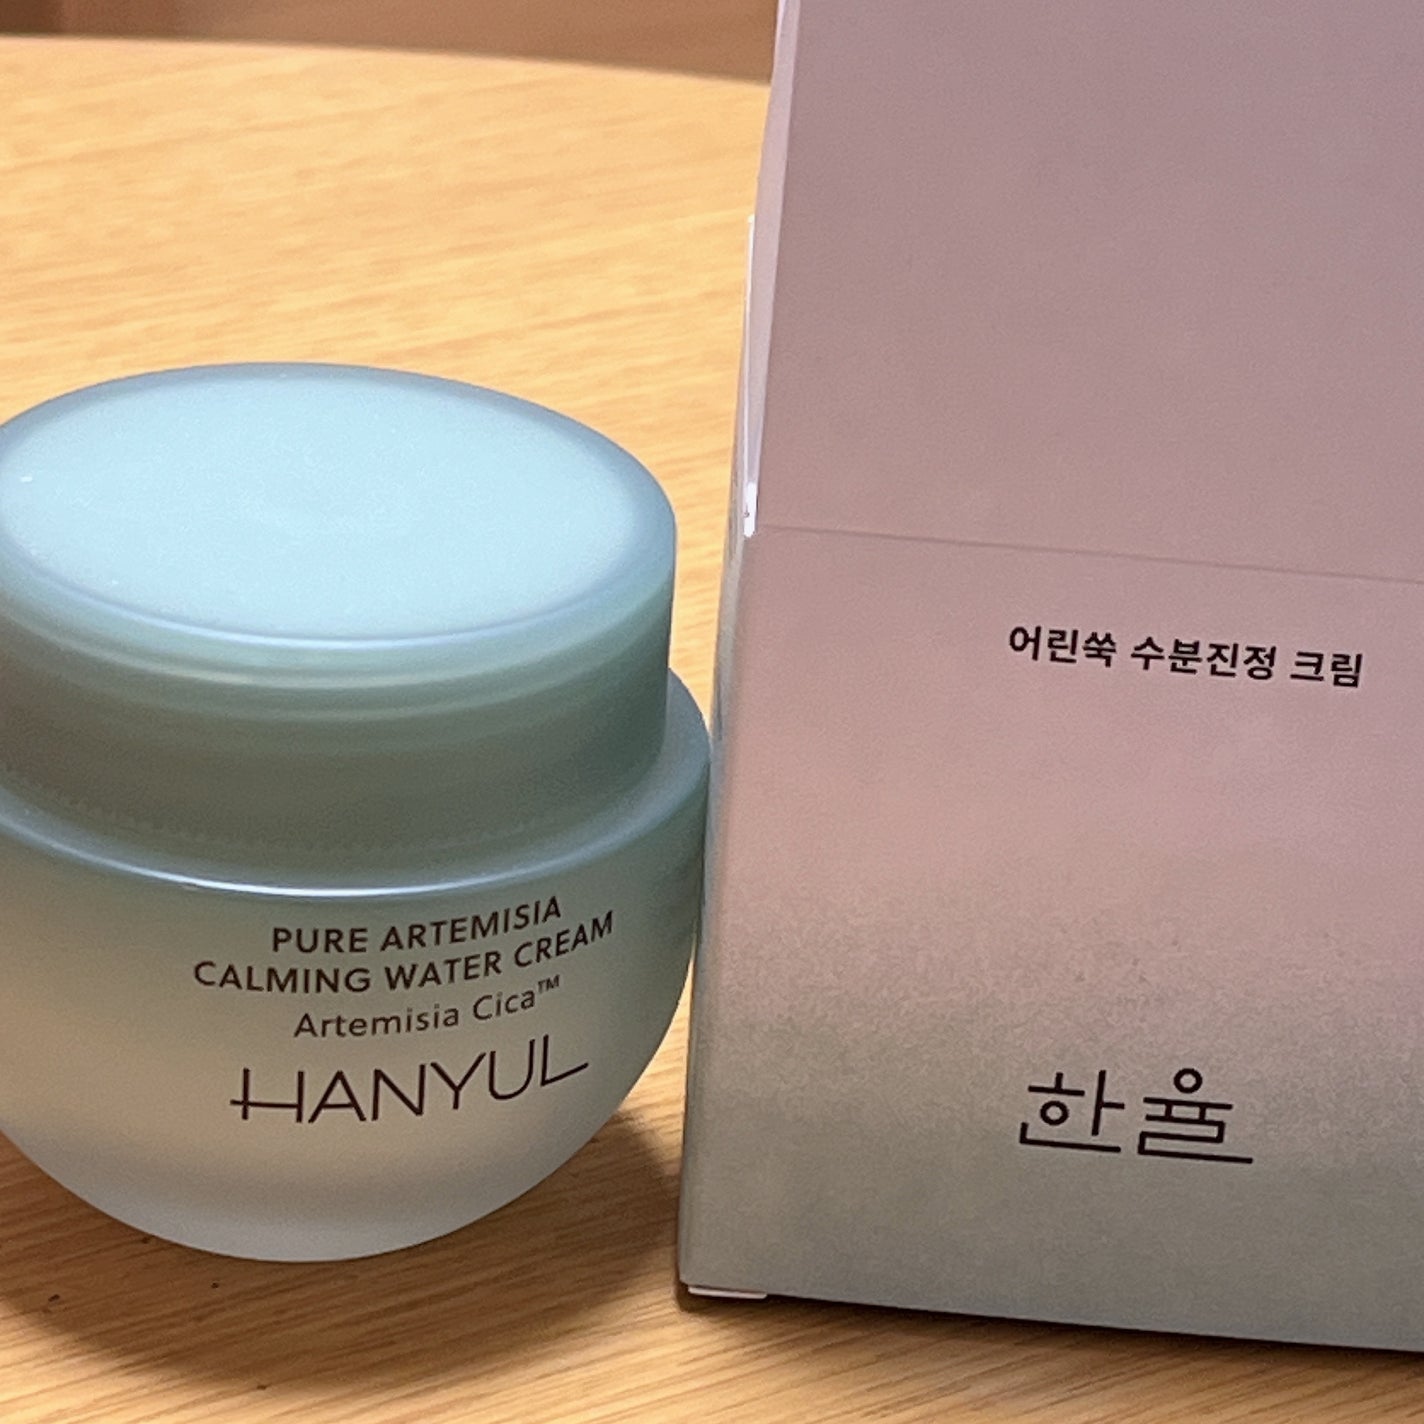 PURE ARTEMISIA
CALMING WATER CREAM
Artemisia Cica™
HANYUL
어린쑥 수분진정 크림
한율